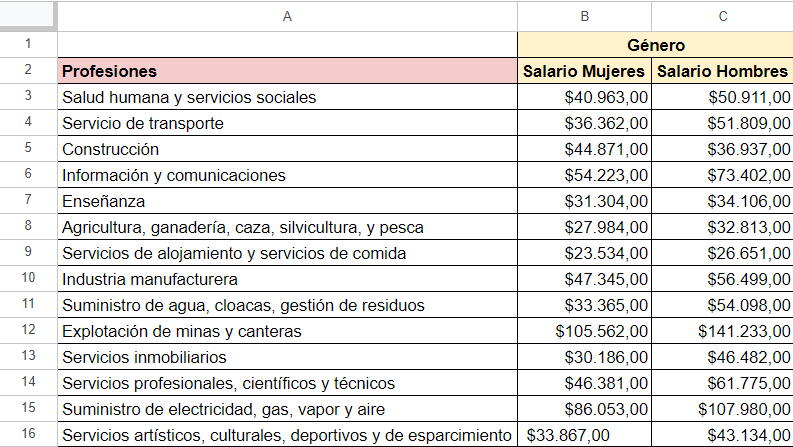 A B C
1 Género
2 Profesiones Salario Mujeres Salario Hombres
3 Salud humana y servicios sociales $40.963,00 $50.911,00
4 Servicio de transporte $36.362,00 $51.809,00
5 Construcción $44.871,00 $36.937,00
6 Información y comunicaciones $54.223,00 $73.402,00
7 Enseñanza $31.304,00 $34.106,00
8 Agricultura, ganadería, caza, silvicultura, y pesca $27.984,00 $32.813,00
9 Servicios de alojamiento y servicios de comida $23.534,00 $26.651,00
10 Industria manufacturera $47.345,00 $56.499,00
11 Suministro de agua, cloacas, gestión de residuos $33.365,00 $54.098,00
12 Explotación de minas y canteras $105.562,00 $141.233,00
13 Servicios inmobiliarios $30.186,00 $46.482,00
14 Servicios profesionales, científicos y técnicos $46.381,00 $61.775,00
15 Suministro de electricidad, gas, vapor y aire $86.053,00 $107.980,00
16 Servicios artísticos, culturales, deportivos y de esparcimiento $33.867,00 $43.134,00